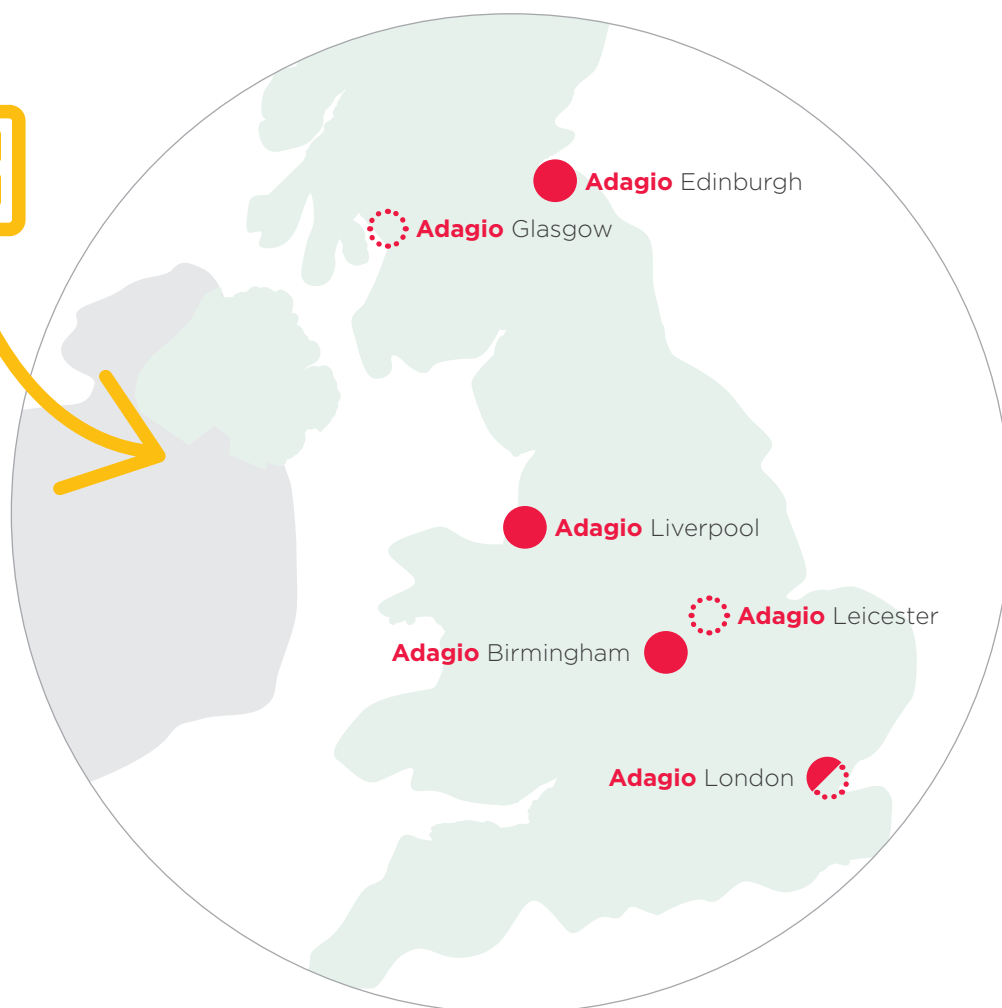 Adagio Edinburgh
Adagio Glasgow
Adagio Liverpool
Adagio Leicester
Adagio Birmingham
Adagio London